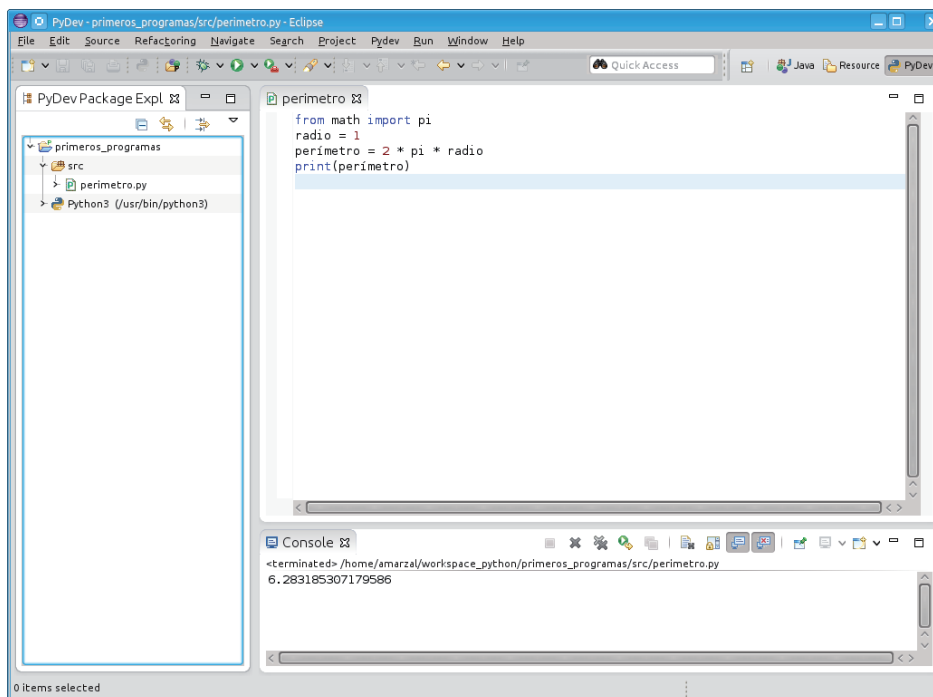 PyDev - primeros_programas/src/perimetro.py - Eclipse
File Edit Source Refactoring Navigate Search Project Pydev Run Window Help
Quick Access Java Resource PyDev
PyDev Package Expl
primeros_programas
src
perimetro.py
Python3 (/usr/bin/python3)
perimetro
from math import pi
radio = 1
perímetro = 2 * pi * radio
print(perímetro)
Console
<terminated> /home/amarzal/workspace_python/primeros_programas/src/perimetro.py
6.283185307179586
0 items selected